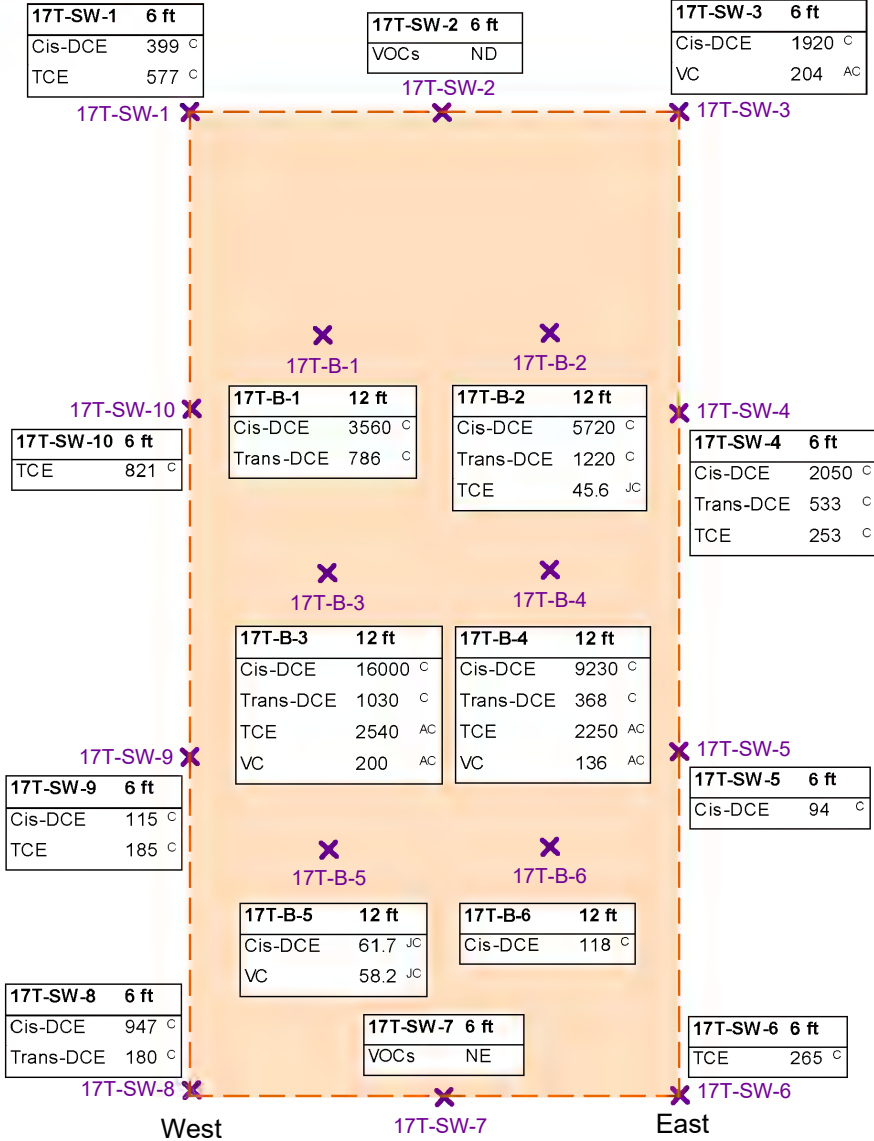 17T-SW-1 6 ft
Cis-DCE 399 C
TCE 577 C
17T-SW-1
17T-SW-2 6 ft
VOCs ND
17T-SW-2
17T-SW-3 6 ft
Cis-DCE 1920 C
VC 204 AC
17T-SW-3
17T-B-1
17T-B-1 12 ft
Cis-DCE 3560 C
Trans-DCE 786 C
17T-B-2
17T-B-2 12 ft
Cis-DCE 5720 C
Trans-DCE 1220 C
TCE 45.6 JC
17T-SW-10
17T-SW-10 6 ft
TCE 821 C
17T-SW-4
17T-SW-4 6 ft
Cis-DCE 2050 C
Trans-DCE 533 C
TCE 253 C
17T-B-3
17T-B-3 12 ft
Cis-DCE 16000 C
Trans-DCE 1030 C
TCE 2540 AC
VC 200 AC
17T-B-4
17T-B-4 12 ft
Cis-DCE 9230 C
Trans-DCE 368 C
TCE 2250 AC
VC 136 AC
17T-SW-9
17T-SW-9 6 ft
Cis-DCE 115 C
TCE 185 C
17T-SW-5
17T-SW-5 6 ft
Cis-DCE 94 C
17T-B-5
17T-B-5 12 ft
Cis-DCE 61.7 JC
VC 58.2 JC
17T-B-6
17T-B-6 12 ft
Cis-DCE 118 C
17T-SW-8 6 ft
Cis-DCE 947 C
Trans-DCE 180 C
17T-SW-8
17T-SW-7 6 ft
VOCs NE
17T-SW-7
17T-SW-6 6 ft
TCE 265 C
17T-SW-6
West
East